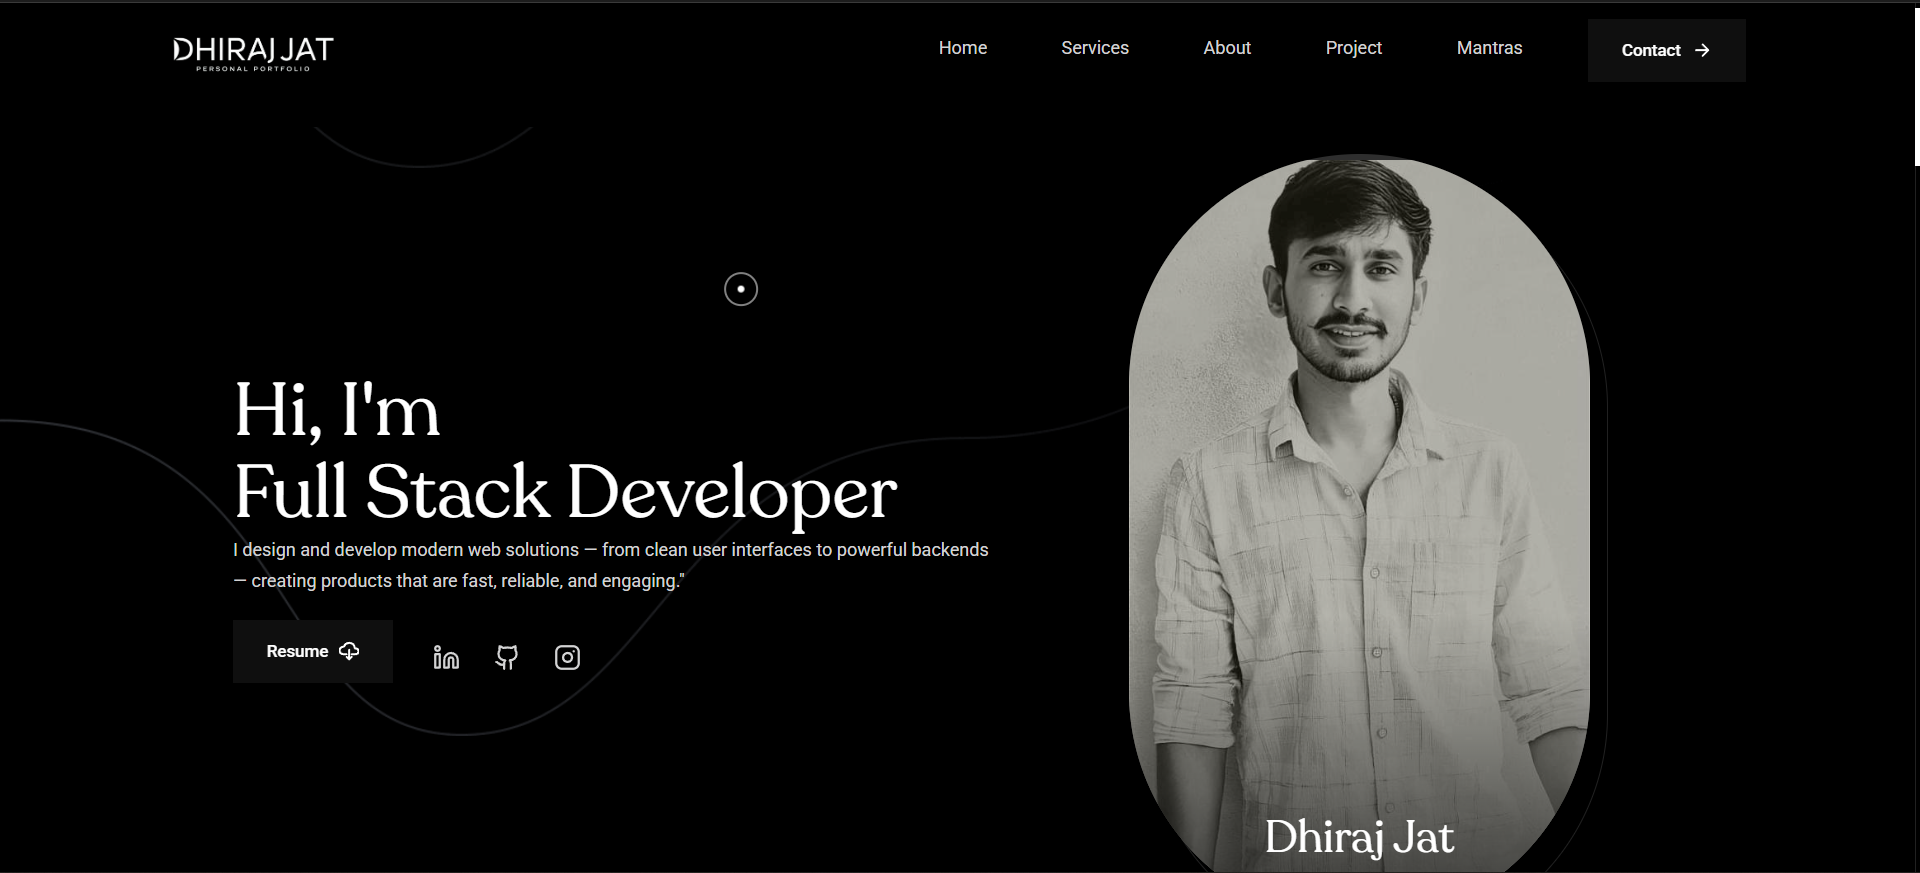 DHIRAJ JAT
PERSONAL PORTFOLIO
Home
Services
About
Project
Mantras
Contact
Hi, I'm
Full Stack Developer
I design and develop modern web solutions — from clean user interfaces to powerful backends
— creating products that are fast, reliable, and engaging."
Resume
in
Dhiraj Jat